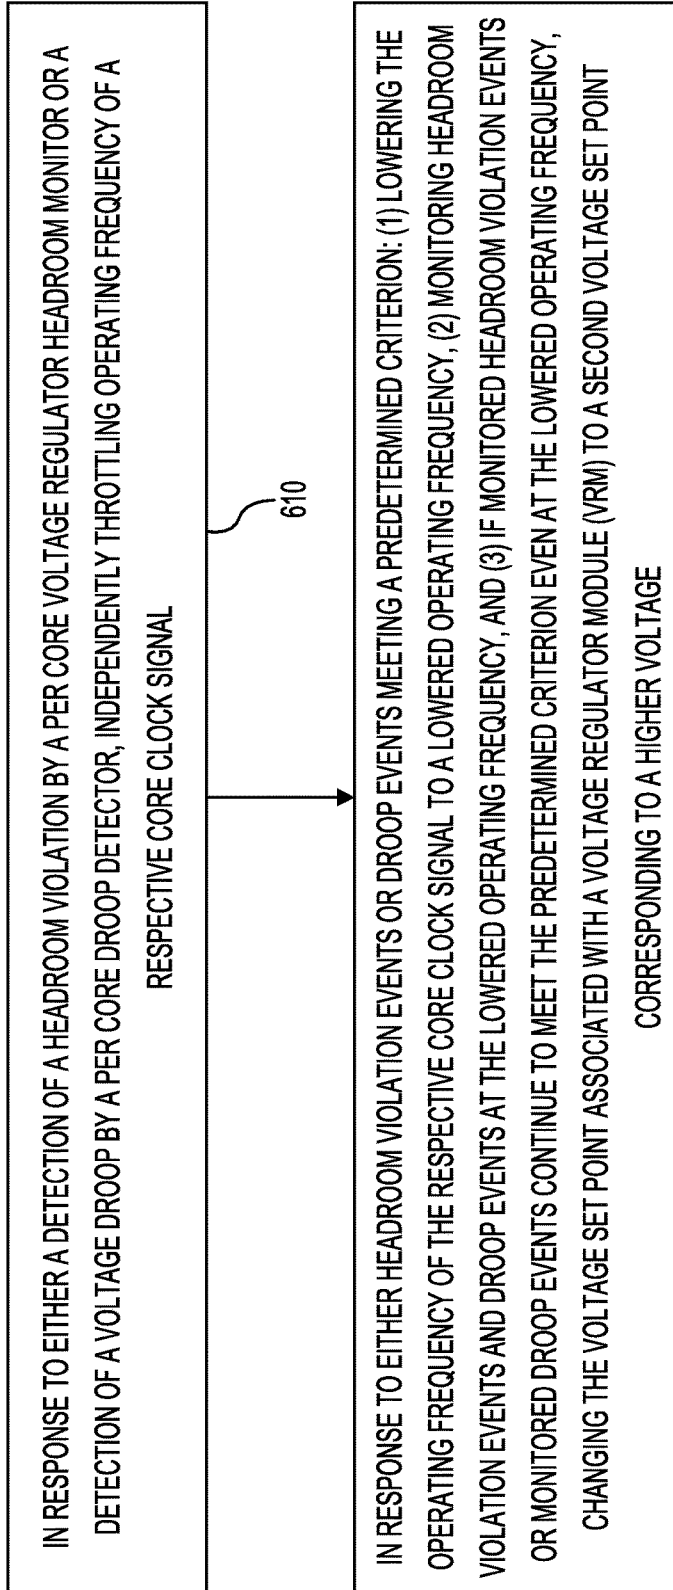 IN RESPONSE TO EITHER A DETECTION OF A HEADROOM VIOLATION BY A PER CORE VOLTAGE REGULATOR HEADROOM MONITOR OR A
DETECTION OF A VOLTAGE DROOP BY A PER CORE DROOP DETECTOR, INDEPENDENTLY THROTTLING OPERATING FREQUENCY OF A
RESPECTIVE CORE CLOCK SIGNAL
610
IN RESPONSE TO EITHER HEADROOM VIOLATION EVENTS OR DROOP EVENTS MEETING A PREDETERMINED CRITERION: (1) LOWERING THE
OPERATING FREQUENCY OF THE RESPECTIVE CORE CLOCK SIGNAL TO A LOWERED OPERATING FREQUENCY, (2) MONITORING HEADROOM
VIOLATION EVENTS AND DROOP EVENTS AT THE LOWERED OPERATING FREQUENCY, AND (3) IF MONITORED HEADROOM VIOLATION EVENTS
OR MONITORED DROOP EVENTS CONTINUE TO MEET THE PREDETERMINED CRITERION EVEN AT THE LOWERED OPERATING FREQUENCY,
CHANGING THE VOLTAGE SET POINT ASSOCIATED WITH A VOLTAGE REGULATOR MODULE (VRM) TO A SECOND VOLTAGE SET POINT
CORRESPONDING TO A HIGHER VOLTAGE